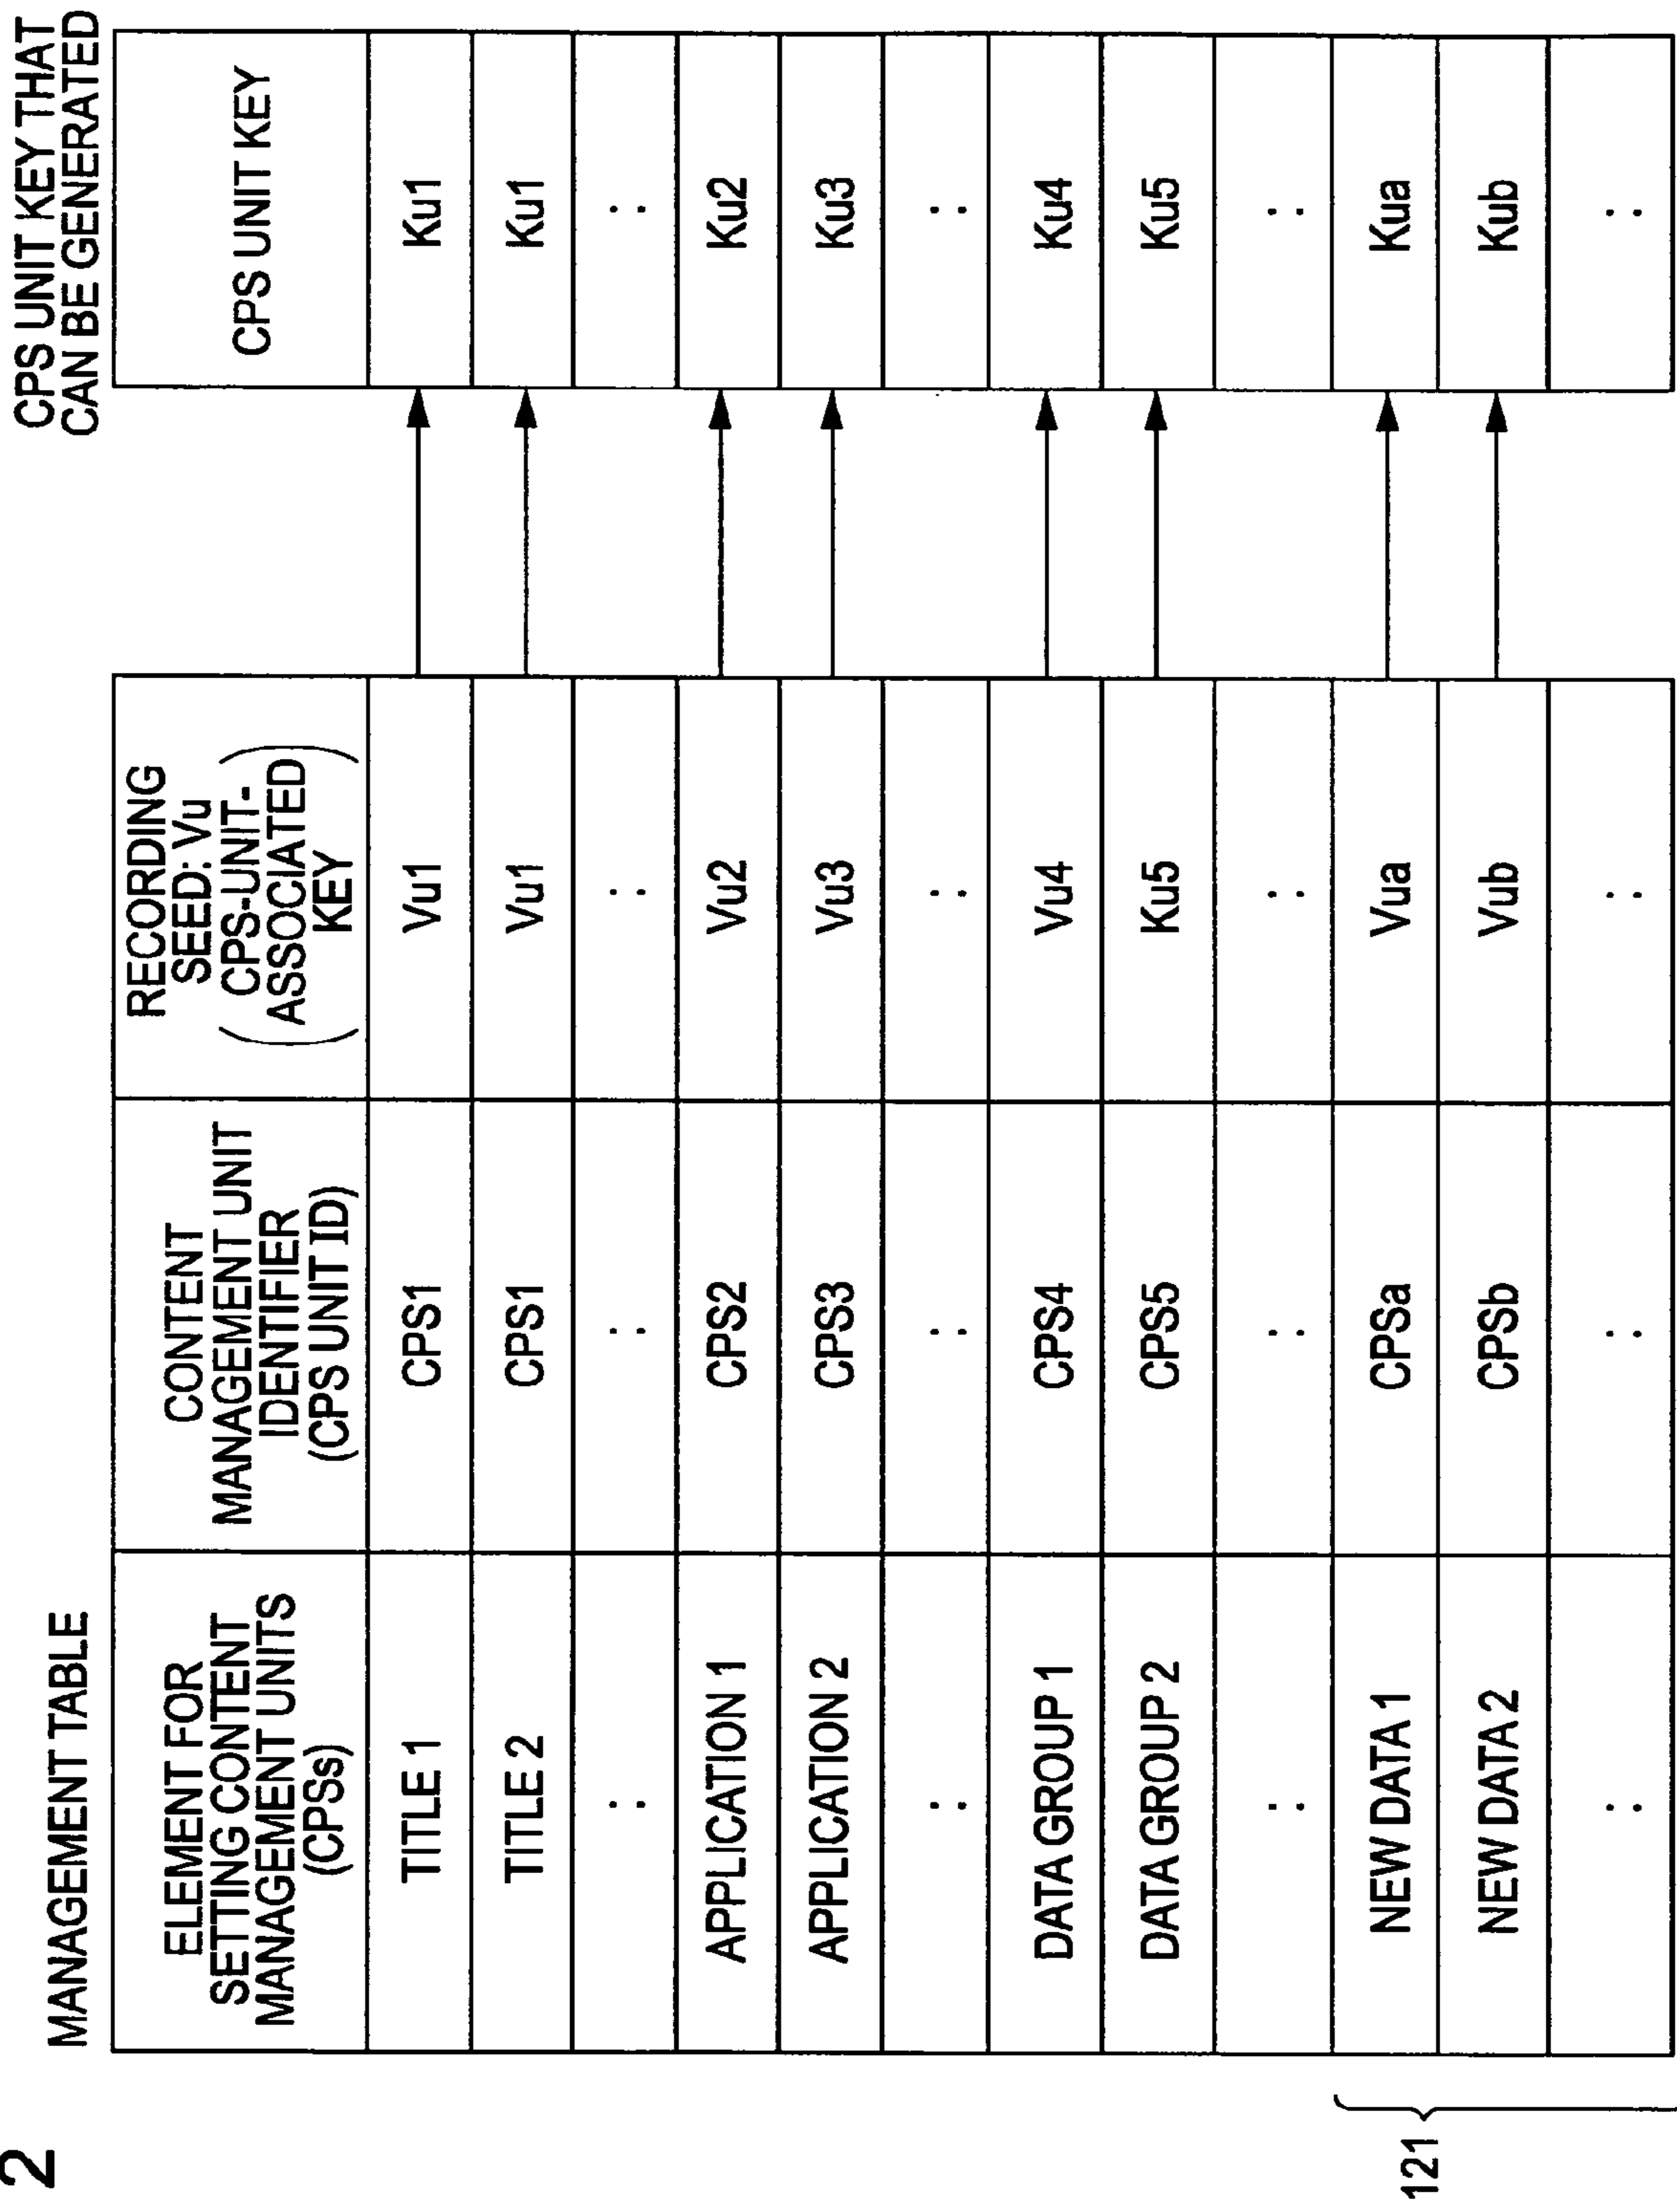 2
MANAGEMENT TABLE
CPS UNIT KEY THAT
CAN BE GENERATED
ELEMENT FOR
SETTING CONTENT
MANAGEMENT UNITS
(CPSs)
CONTENT
MANAGEMENT UNIT
IDENTIFIER
(CPS UNIT ID)
RECORDING
SEED: Vu
(CPS-UNIT-
ASSOCIATED
KEY)
CPS UNIT KEY
TITLE 1 CPS1 Vu1 Ku1
TITLE 2 CPS1 Vu1 Ku1
: : : :
APPLICATION 1 CPS2 Vu2 Ku2
APPLICATION 2 CPS3 Vu3 Ku3
: : : :
DATA GROUP 1 CPS4 Vu4 Ku4
DATA GROUP 2 CPS5 Ku5 Ku5
: : : :
121
NEW DATA 1 CPSa Vua Kua
NEW DATA 2 CPSb Vub Kub
: : : :